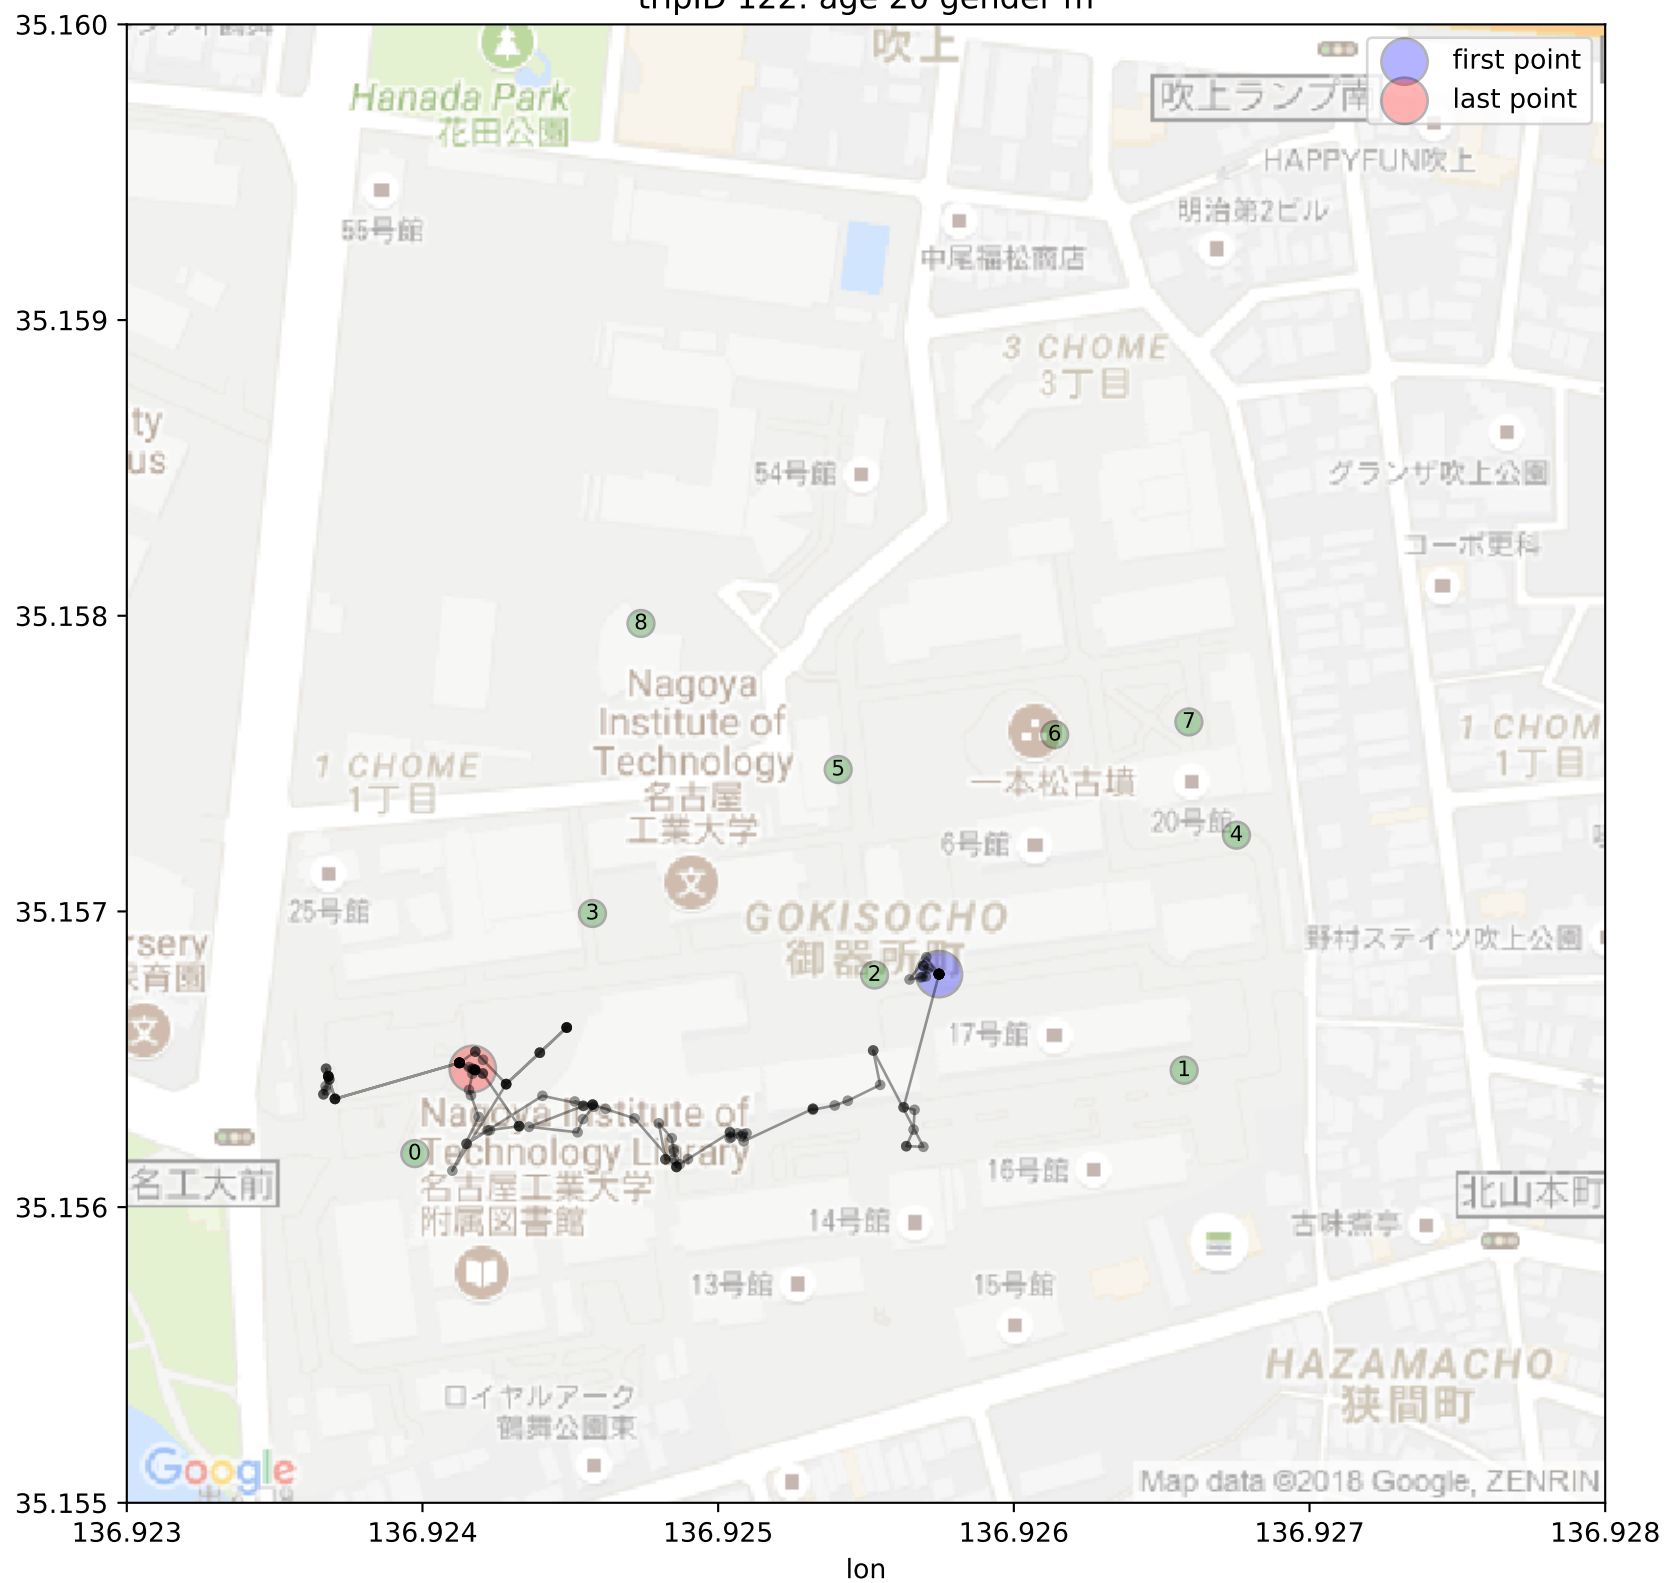 tripID 122: age 20 gender m
35.160
35.159
35.158
35.157
35.156
35.155
136.923
136.924
136.925
136.926
136.927
136.928
lon
first point
last point
吹上
吹上ランプ南
Hanada Park
花田公園
HAPPYFUN吹上
明治第2ビル
55号館
中尾福松商店
3 CHOME
3丁目
ty
us
54号館
グランザ吹上公園
コーポ更科
8
Nagoya
Institute of
Technology
名古屋
工業大学
1 CHOME
1丁目
5
6
7
一本松古墳
1 CHOM
1丁目
20号館
4
6号館
25号館
3
GOKISOCHO
御器所町
2
野村ステイツ吹上公園
rsery
保育園
17号館
1
0
Nagoya Institute of
Technology Library
名古屋工業大学
附属図書館
名工大前
16号館
北山本町
14号館
古味煮亭
13号館
15号館
HAZAMACHO
狭間町
ロイヤルアーク
鶴舞公園東
Google
Map data ©2018 Google, ZENRIN